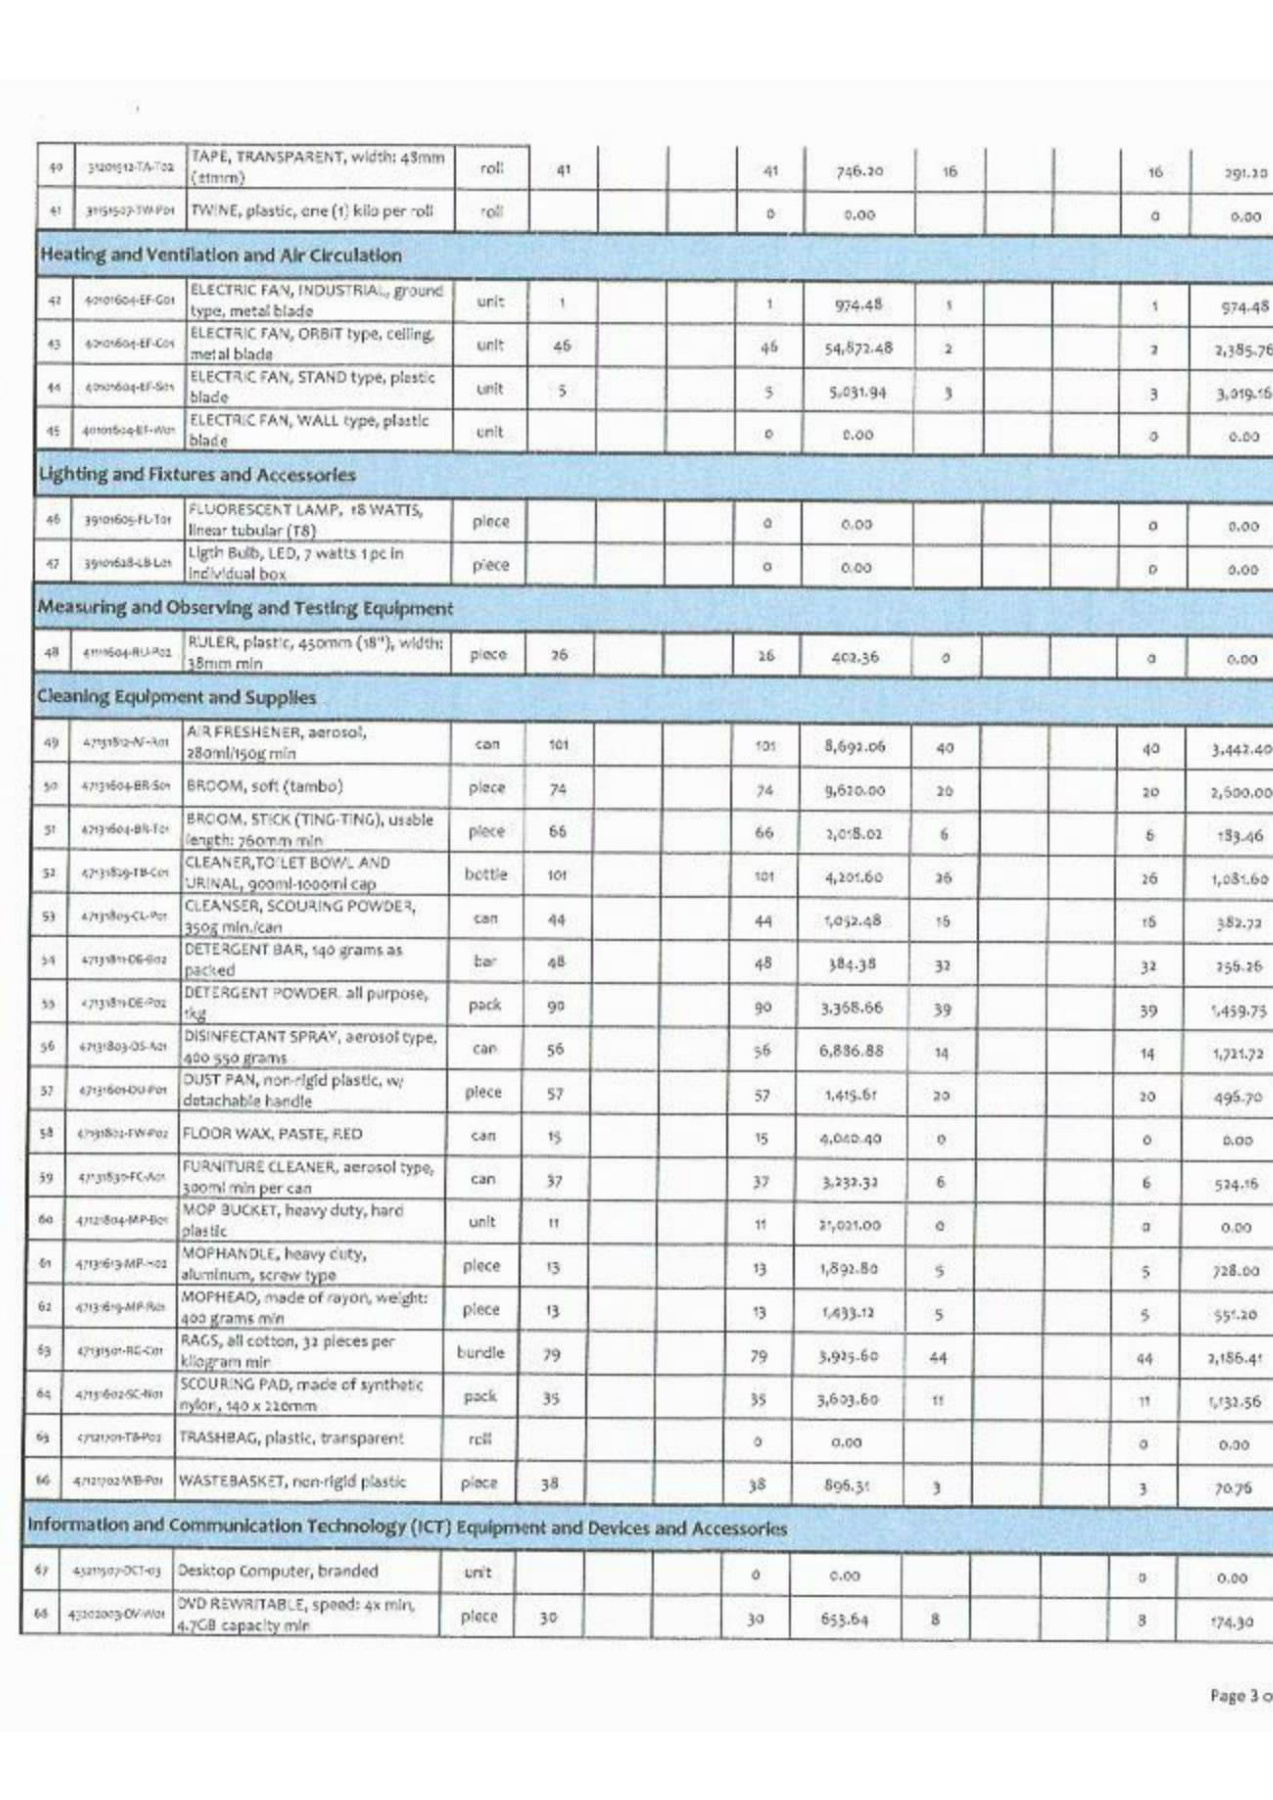 40 31201512-TA-T02 TAPE, TRANSPARENT, width: 48mm roll 41 41 746.20 16 16 291.20
(±1mm)
41 31151507-TW-P01 TWINE, plastic, one (1) kilo per roll roll 0 0.00 0 0.00
Heating and Ventilation and Air Circulation
42 40101604-EF-G01 ELECTRIC FAN, INDUSTRIAL, ground unit 1 1 974.48 1 1 974.48
type, metal blade
43 40101604-EF-C01 ELECTRIC FAN, ORBIT type, ceiling, unit 46 46 54,872.48 2 2 2,385.76
metal blade
44 40101604-EF-S01 ELECTRIC FAN, STAND type, plastic unit 5 5 5,031.94 3 3 3,019.16
blade
45 40101604-EF-W01 ELECTRIC FAN, WALL type, plastic unit 0 0.00 0 0.00
blade
Lighting and Fixtures and Accessories
46 39101605-FL-T01 FLUORESCENT LAMP, 18 WATTS, piece 0 0.00 0 0.00
linear tubular (T8)
47 39101628-LB-L01 Ligth Bulb, LED, 7 watts 1 pc in piece 0 0.00 0 0.00
individual box
Measuring and Observing and Testing Equipment
48 41111604-RU-P02 RULER, plastic, 450mm (18"), width: piece 26 26 402.36 0 0 0.00
38mm min
Cleaning Equipment and Supplies
49 47131812-AF-A01 AIR FRESHENER, aerosol, can 101 101 8,692.06 40 40 3,442.40
280ml/150g min
50 47131604-BR-S01 BROOM, soft (tambo) piece 74 74 9,620.00 20 20 2,600.00
51 47131604-BR-T01 BROOM, STICK (TING-TING), usable piece 66 66 2,018.02 6 6 183.46
length: 760mm min
52 47131829-TB-C01 CLEANER,TOILET BOWL AND bottle 101 101 4,201.60 26 26 1,081.60
URINAL, 900ml-1000ml cap
53 47131805-CL-P01 CLEANSER, SCOURING POWDER, can 44 44 1,052.48 16 16 382.72
350g min./can
54 47131811-DE-B02 DETERGENT BAR, 140 grams as bar 48 48 384.38 32 32 256.26
packed
55 47131811-DE-P02 DETERGENT POWDER, all purpose, pack 90 90 3,368.66 39 39 1,459.75
1kg
56 47131803-DS-A01 DISINFECTANT SPRAY, aerosol type, can 56 56 6,886.88 14 14 1,721.72
400 550 grams
57 47131601-DU-P01 DUST PAN, non-rigid plastic, w/ piece 57 57 1,415.61 20 20 496.70
detachable handle
58 47131802-FW-P02 FLOOR WAX, PASTE, RED can 15 15 4,040.40 0 0 0.00
59 47131830-FC-A01 FURNITURE CLEANER, aerosol type, can 37 37 3,232.32 6 6 524.16
300ml min per can
60 47121804-MP-B01 MOP BUCKET, heavy duty, hard unit 11 11 21,021.00 0 0 0.00
plastic
61 47131613-MP-H02 MOPHANDLE, heavy duty, piece 13 13 1,892.80 5 5 728.00
aluminum, screw type
62 47131619-MP-R01 MOPHEAD, made of rayon, weight: piece 13 13 1,433.12 5 5 551.20
400 grams min
63 47131501-RG-C01 RAGS, all cotton, 32 pieces per bundle 79 79 3,925.60 44 44 2,186.41
kilogram min
64 47131602-SC-N01 SCOURING PAD, made of synthetic pack 35 35 3,603.60 11 11 1,132.56
nylon, 140 x 220mm
65 47121701-TB-P02 TRASHBAG, plastic, transparent roll 0 0.00 0 0.00
66 47121702-WB-P01 WASTEBASKET, non-rigid plastic piece 38 38 896.31 3 3 70.76
Information and Communication Technology (ICT) Equipment and Devices and Accessories
67 43211507-DCT-03 Desktop Computer, branded unit 0 0.00 0 0.00
68 43202003-DV-W01 DVD REWRITABLE, speed: 4x min, piece 30 30 653.64 8 8 174.30
4.7GB capacity min
Page 3 o